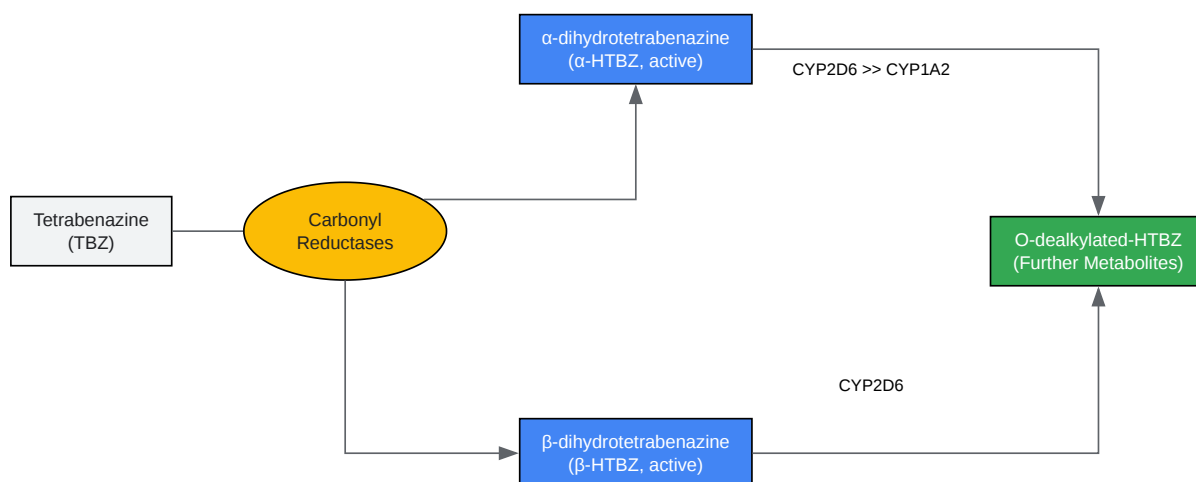 α-dihydrotetrabenazine
(α-HTBZ, active)
CYP2D6 >> CYP1A2
Tetrabenazine
(TBZ)
Carbonyl
Reductases
O-dealkylated-HTBZ
(Further Metabolites)
CYP2D6
β-dihydrotetrabenazine
(β-HTBZ, active)